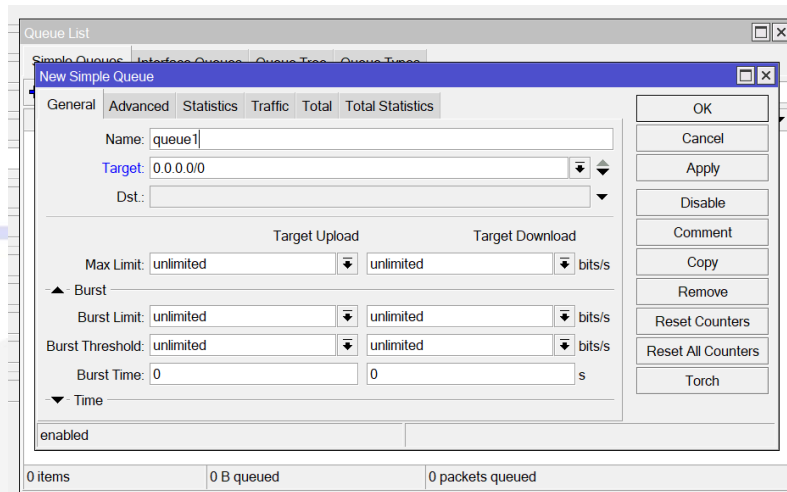 Queue List
Simple Queues Interface Queues Queue Tree Queue Types
New Simple Queue
General Advanced Statistics Traffic Total Total Statistics
Name: queue1
Target: 0.0.0.0/0
Dst.:
Target Upload Target Download
Max Limit: unlimited unlimited bits/s
Burst
Burst Limit: unlimited unlimited bits/s
Burst Threshold: unlimited unlimited bits/s
Burst Time: 0 0 s
Time
enabled
OK
Cancel
Apply
Disable
Comment
Copy
Remove
Reset Counters
Reset All Counters
Torch
0 items 0 B queued 0 packets queued